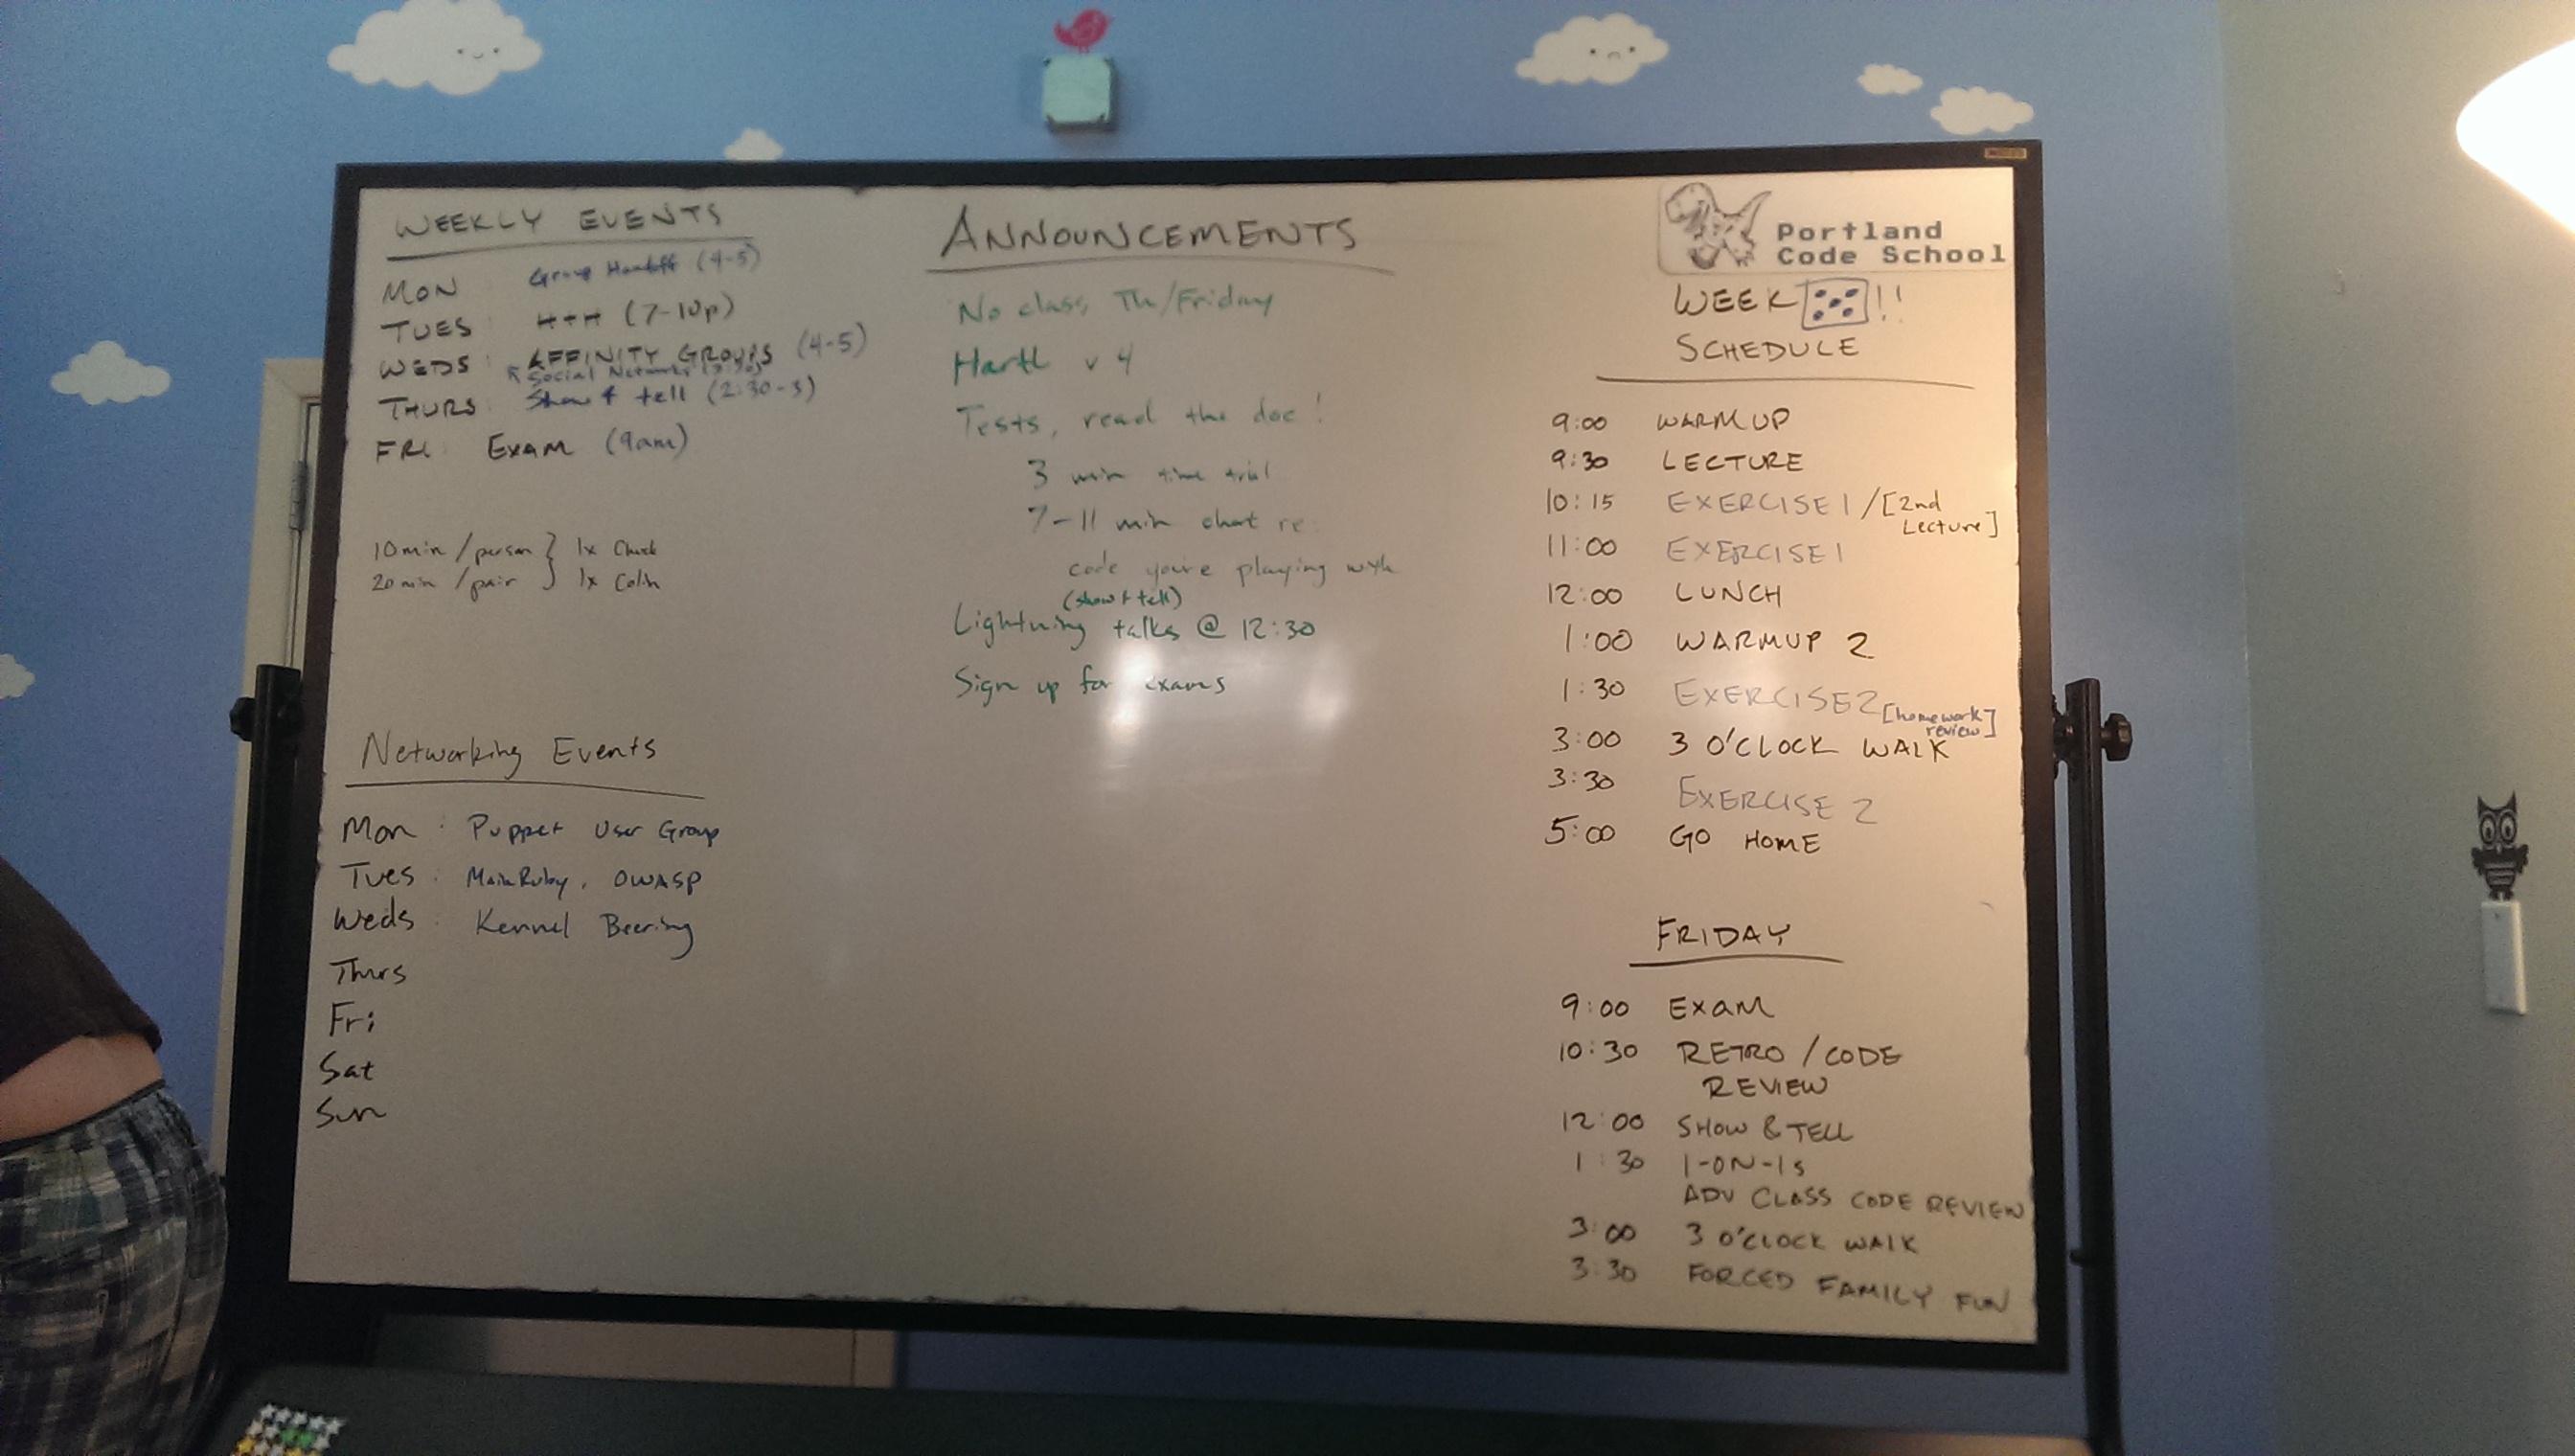 WEEKLY EVENTS
MON Group Handoff (4-5)
TUES : H+H (7-10p)
WEDS : AFFINITY GROUPS (4-5)
Social Network
THURS : Show & tell (2:30-3)
FRI : EXAM (9am)
10min /person } 1x Chuck
20min /pair } 1x Colin
Networking Events
Mon : Puppet User Group
Tues : MainRuby, OWASP
Weds : Kernel Beering
Thurs
Fri
Sat
Sun
ANNOUNCEMENTS
No class Th/Friday
Hartl v 4
Tests, read the doc!
3 min time trial
7-11 min chat re:
code you're playing with
(show & tell)
Lightning talks @ 12:30
Sign up for exams
Portland
Code School
WEEK !!
SCHEDULE
9:00 WARMUP
9:30 LECTURE
10:15 EXERCISE 1 / [2nd
Lecture]
11:00 EXERCISE 1
12:00 LUNCH
1:00 WARMUP 2
1:30 EXERCISE 2 [homework
review]
3:00 3 O'CLOCK WALK
3:30 EXERCISE 2
5:00 GO HOME
FRIDAY
9:00 EXAM
10:30 RETRO / CODE
REVIEW
12:00 SHOW & TELL
1:30 1-ON-1s
ADV CLASS CODE REVIEW
3:00 3 O'CLOCK WALK
3:30 FORCED FAMILY FUN